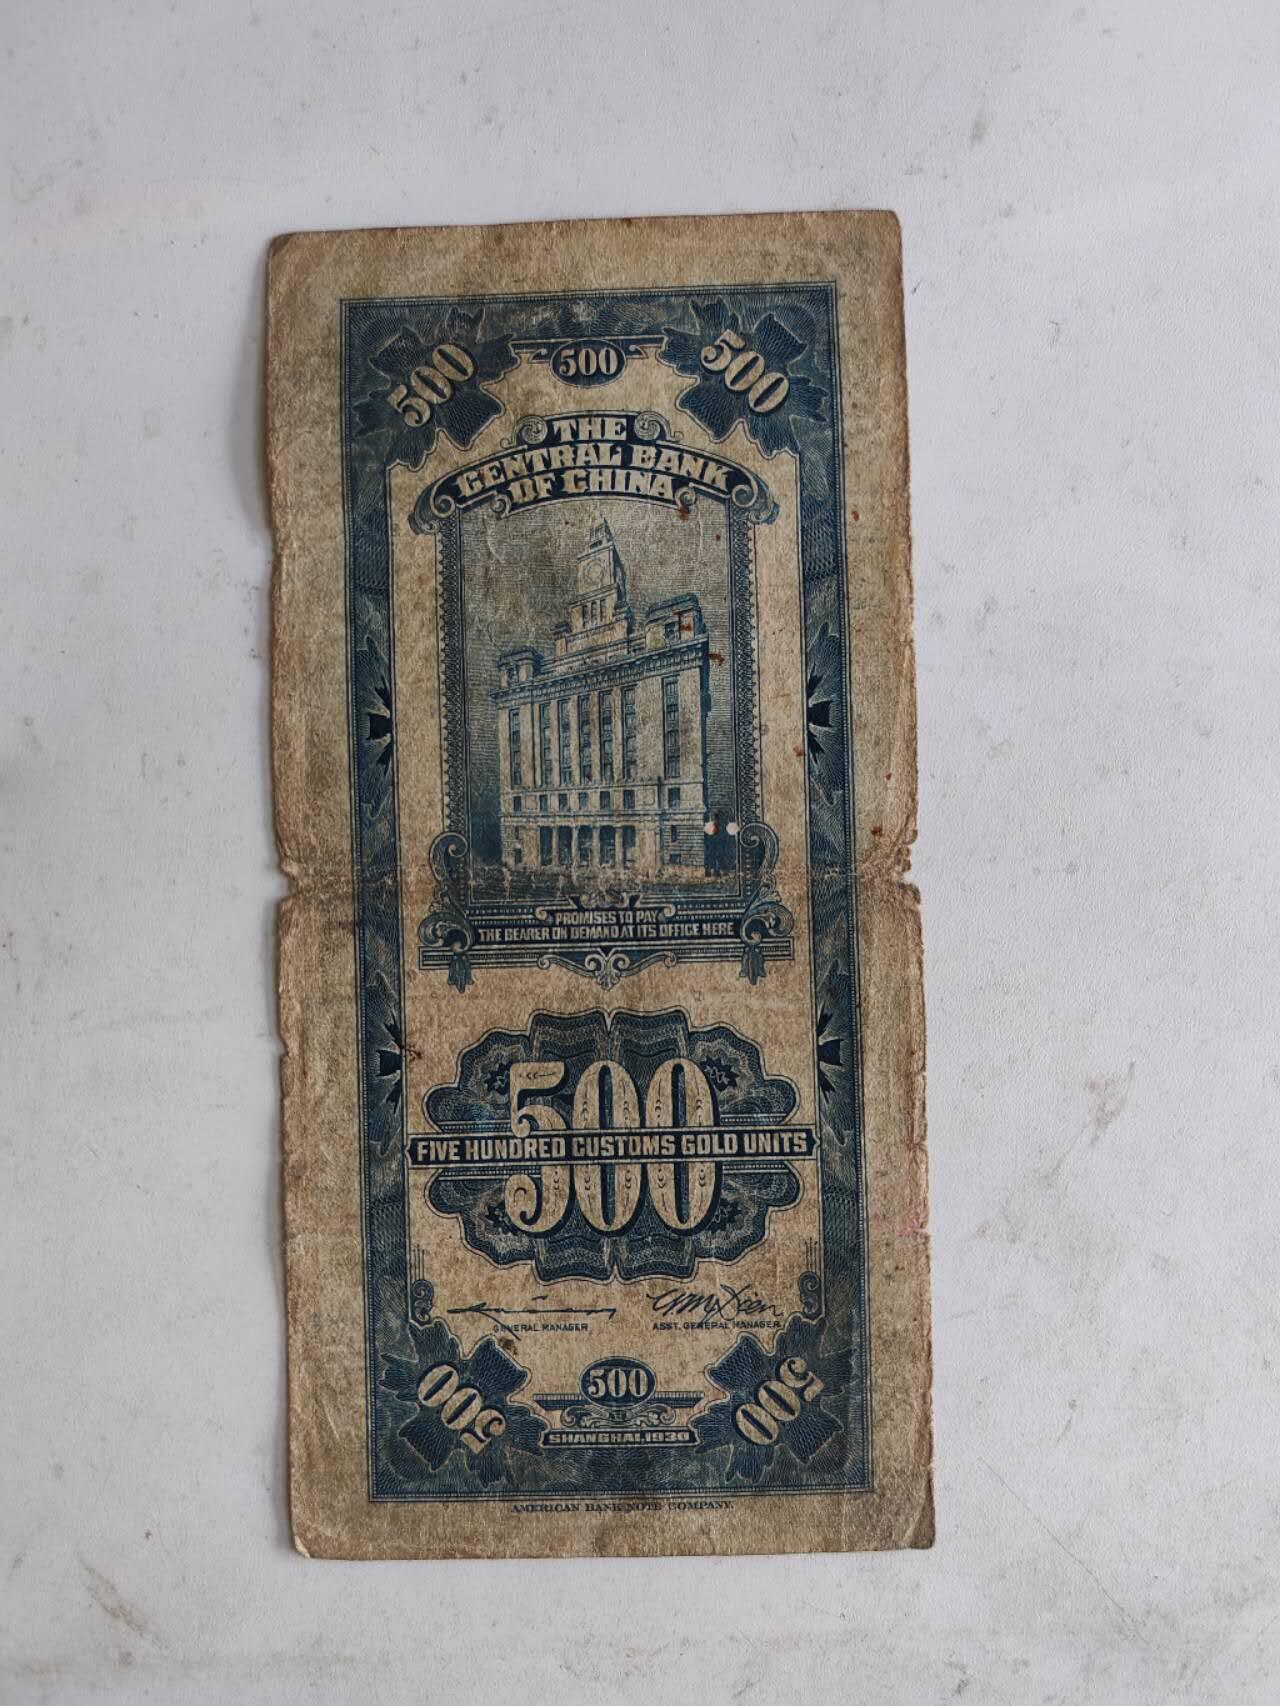 500 500 500
THE
CENTRAL BANK
OF CHINA
PROMISES TO PAY
THE BEARER ON DEMAND AT ITS OFFICE HERE
500
FIVE HUNDRED CUSTOMS GOLD UNITS
GENERAL MANAGER
ASST. GENERAL MANAGER
500 500 500
SHANGHAI, 1930
AMERICAN BANK NOTE COMPANY.